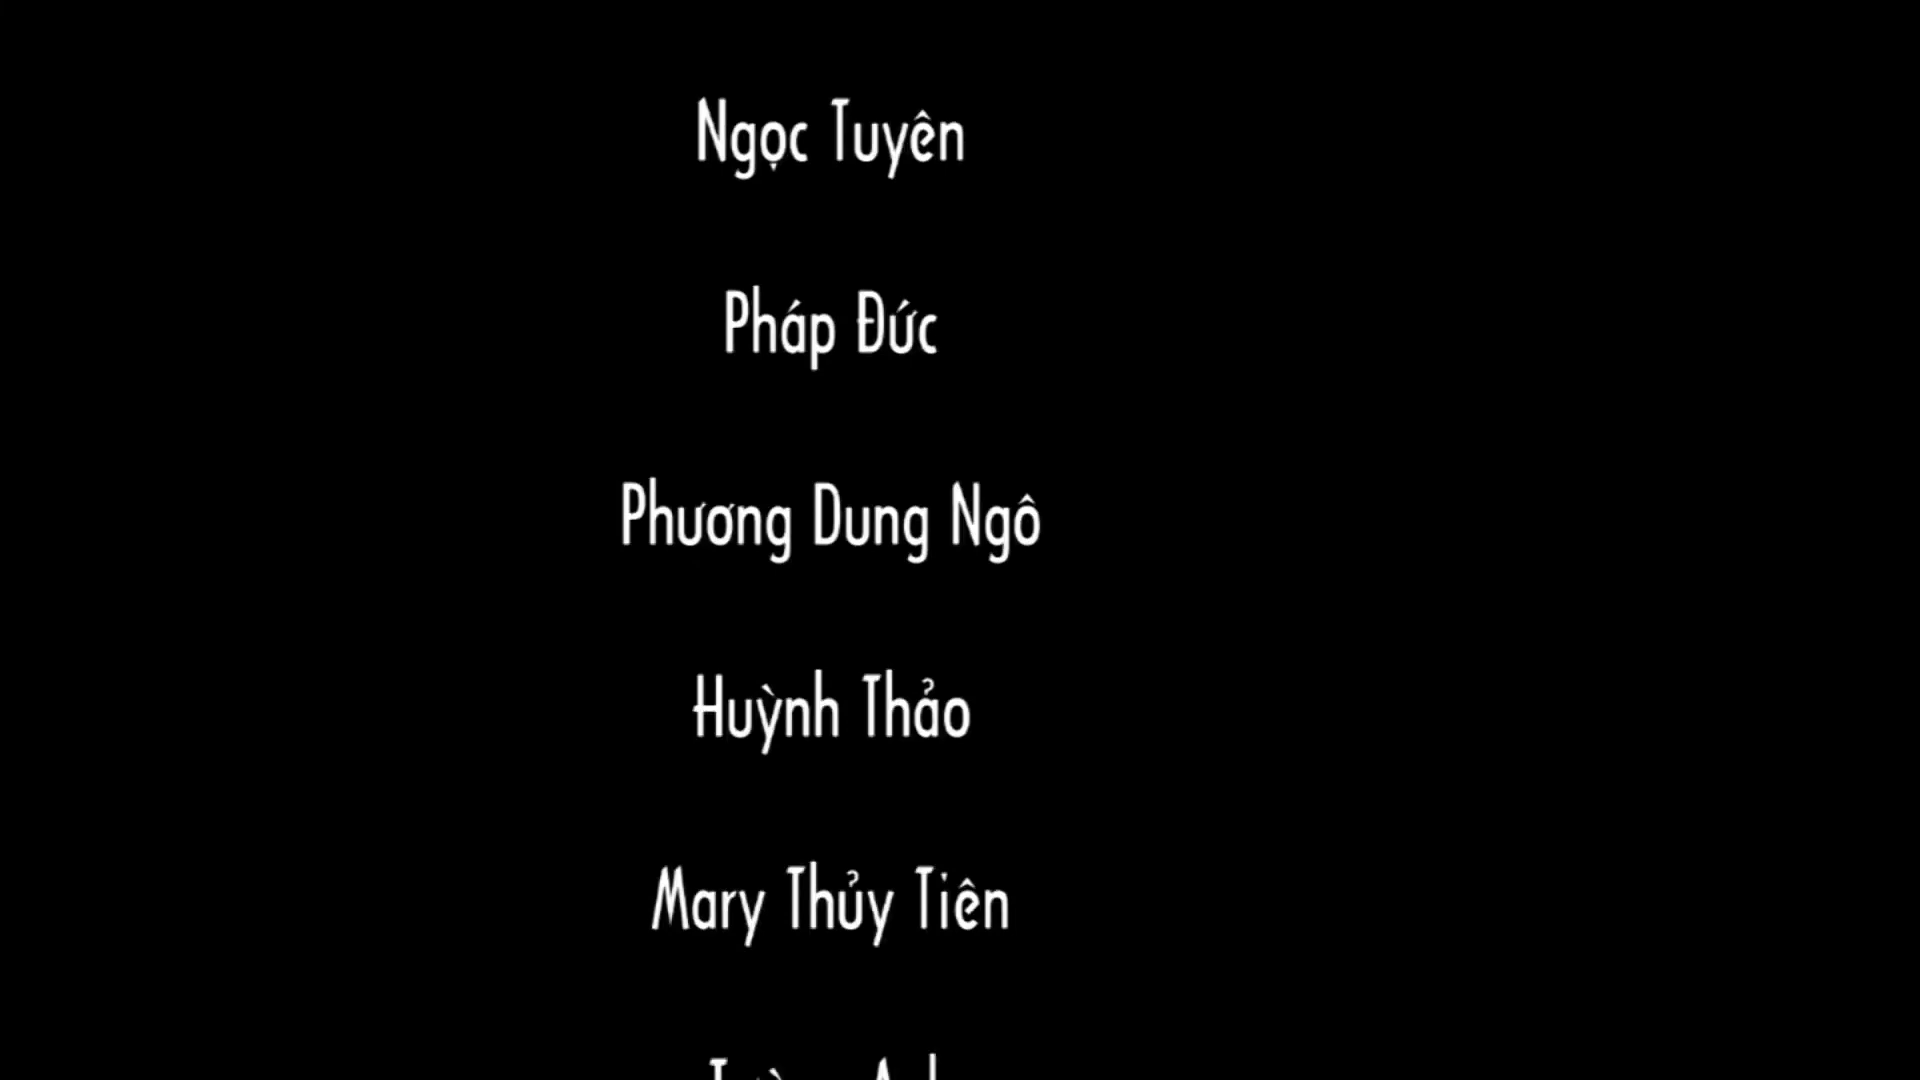 Ngọc Tuyên
Pháp Đức
Phương Dung Ngô
Huỳnh Thảo
Mary Thủy Tiên